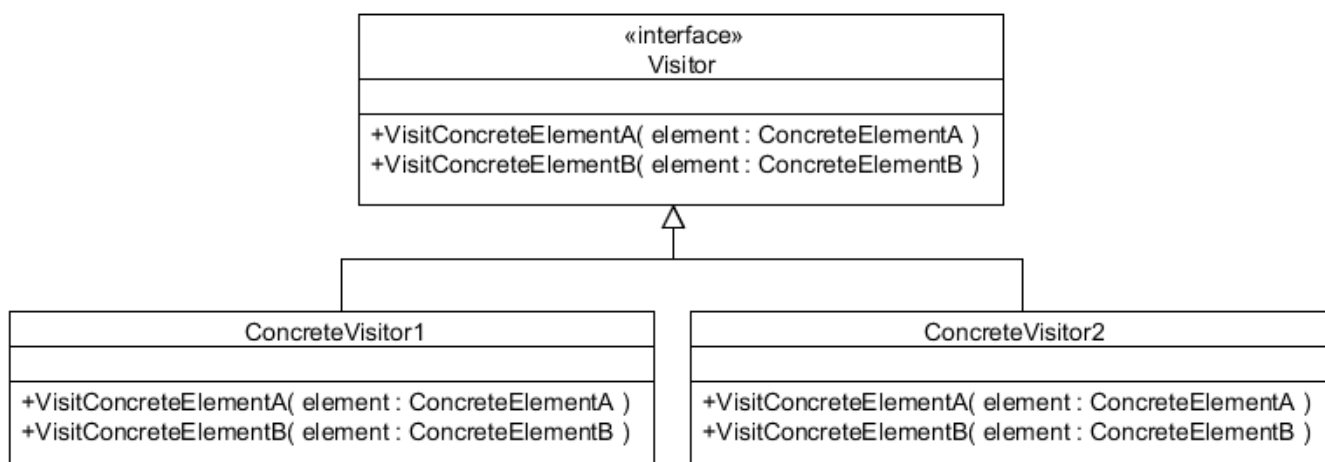 «interface»
Visitor
+VisitConcreteElementA( element : ConcreteElementA )
+VisitConcreteElementB( element : ConcreteElementB )
ConcreteVisitor1
+VisitConcreteElementA( element : ConcreteElementA )
+VisitConcreteElementB( element : ConcreteElementB )
ConcreteVisitor2
+VisitConcreteElementA( element : ConcreteElementA )
+VisitConcreteElementB( element : ConcreteElementB )